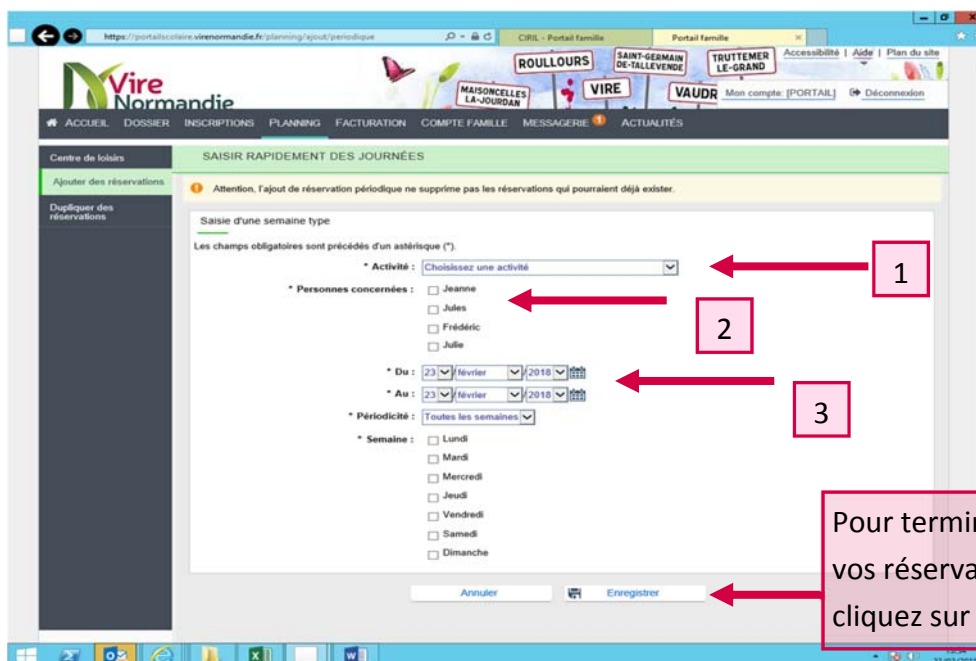 https://portailscolaire.virenormandie.fr/planning/ajout/periodique
CIRIL - Portail famille
Portail famille
Vire
Normandie
MAISONCELLES
LA-JOURDAN
ROULLOURS
VIRE
SAINT-GERMAIN
DE-TALLEVENDE
VAUDR
TRUTTEMER
LE-GRAND
Accessibilité | Aide | Plan du site
Mon compte: [PORTAIL] Déconnexion
ACCUEIL DOSSIER INSCRIPTIONS PLANNING FACTURATION COMPTE FAMILLE MESSAGERIE 1 ACTUALITÉS
Centre de loisirs
Ajouter des réservations
Dupliquer des
réservations
SAISIR RAPIDEMENT DES JOURNÉES
Attention, l'ajout de réservation périodique ne supprime pas les réservations qui pourraient déjà exister.
Saisie d'une semaine type
Les champs obligatoires sont précédés d'un astérisque (*).
* Activité : Choisissez une activité
1
* Personnes concernées : Jeanne
Jules
Frédéric
Julie
2
* Du : 23 / février / 2018
* Au : 23 / février / 2018
3
* Périodicité : Toutes les semaines
* Semaine : Lundi
Mardi
Mercredi
Jeudi
Vendredi
Samedi
Dimanche
Annuler
Enregistrer
Pour termin
vos réserva
cliquez sur